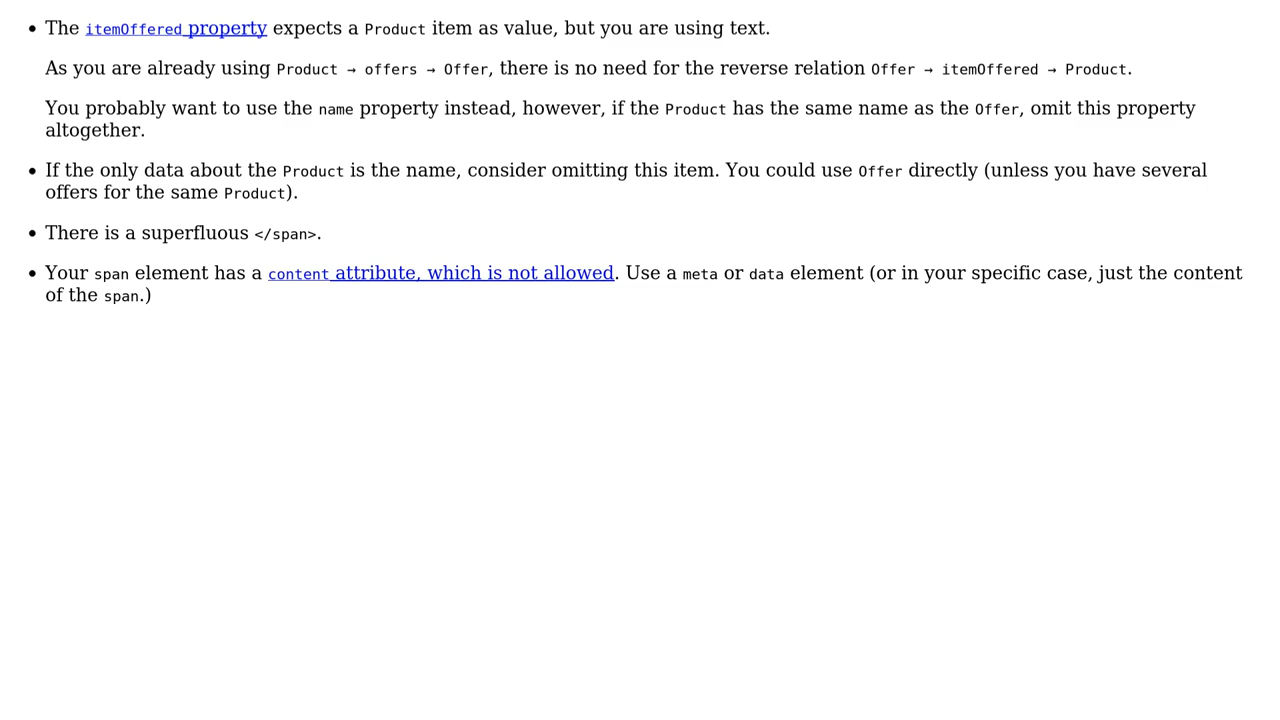 • The itemOffered property expects a Product item as value, but you are using text.
As you are already using Product → offers → Offer, there is no need for the reverse relation Offer → itemOffered → Product.
You probably want to use the name property instead, however, if the Product has the same name as the Offer, omit this property
altogether.
• If the only data about the Product is the name, consider omitting this item. You could use Offer directly (unless you have several
offers for the same Product).
• There is a superfluous </span>.
• Your span element has a content attribute, which is not allowed. Use a meta or data element (or in your specific case, just the content
of the span.)